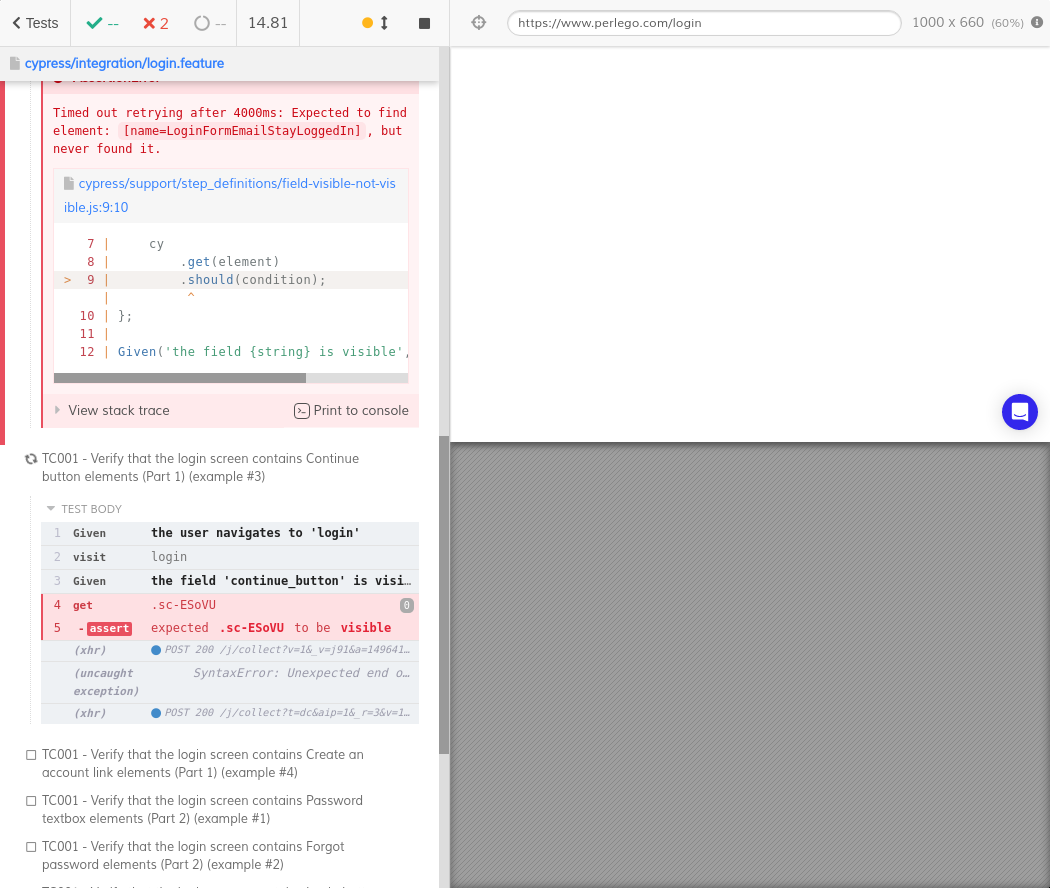 Tests -- 2 -- 14.81
https://www.perlego.com/login 1000 x 660 (60%)
cypress/integration/login.feature
AssertionError
Timed out retrying after 4000ms: Expected to find
element: [name=LoginFormEmailStayLoggedIn], but
never found it.
cypress/support/step_definitions/field-visible-not-vis
ible.js:9:10
7 | cy
8 | .get(element)
> 9 | .should(condition);
| ^
10 | };
11 |
12 | Given('the field {string} is visible',
View stack trace Print to console
TC001 - Verify that the login screen contains Continue
button elements (Part 1) (example #3)
TEST BODY
1 Given the user navigates to 'login'
2 visit login
3 Given the field 'continue_button' is visi…
4 get .sc-ESoVU 0
5 -assert expected .sc-ESoVU to be visible
(xhr) POST 200 /j/collect?v=1&_v=j91&a=149641…
(uncaught SyntaxError: Unexpected end o…
exception)
(xhr) POST 200 /j/collect?t=dc&aip=1&_r=3&v=1…
TC001 - Verify that the login screen contains Create an
account link elements (Part 1) (example #4)
TC001 - Verify that the login screen contains Password
textbox elements (Part 2) (example #1)
TC001 - Verify that the login screen contains Forgot
password elements (Part 2) (example #2)